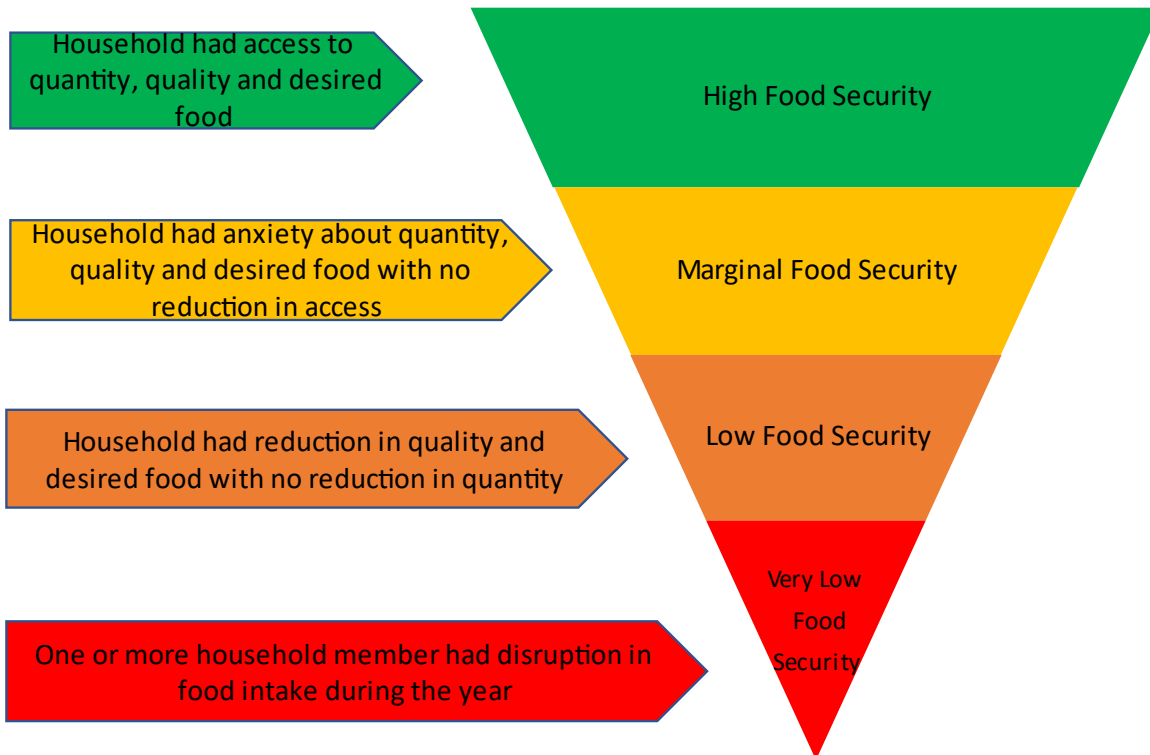 Household had access to
quantity, quality and desired
food
High Food Security
Household had anxiety about quantity,
quality and desired food with no
reduction in access
Marginal Food Security
Household had reduction in quality and
desired food with no reduction in quantity
Low Food Security
One or more household member had disruption in
food intake during the year
Very Low
Food
Security